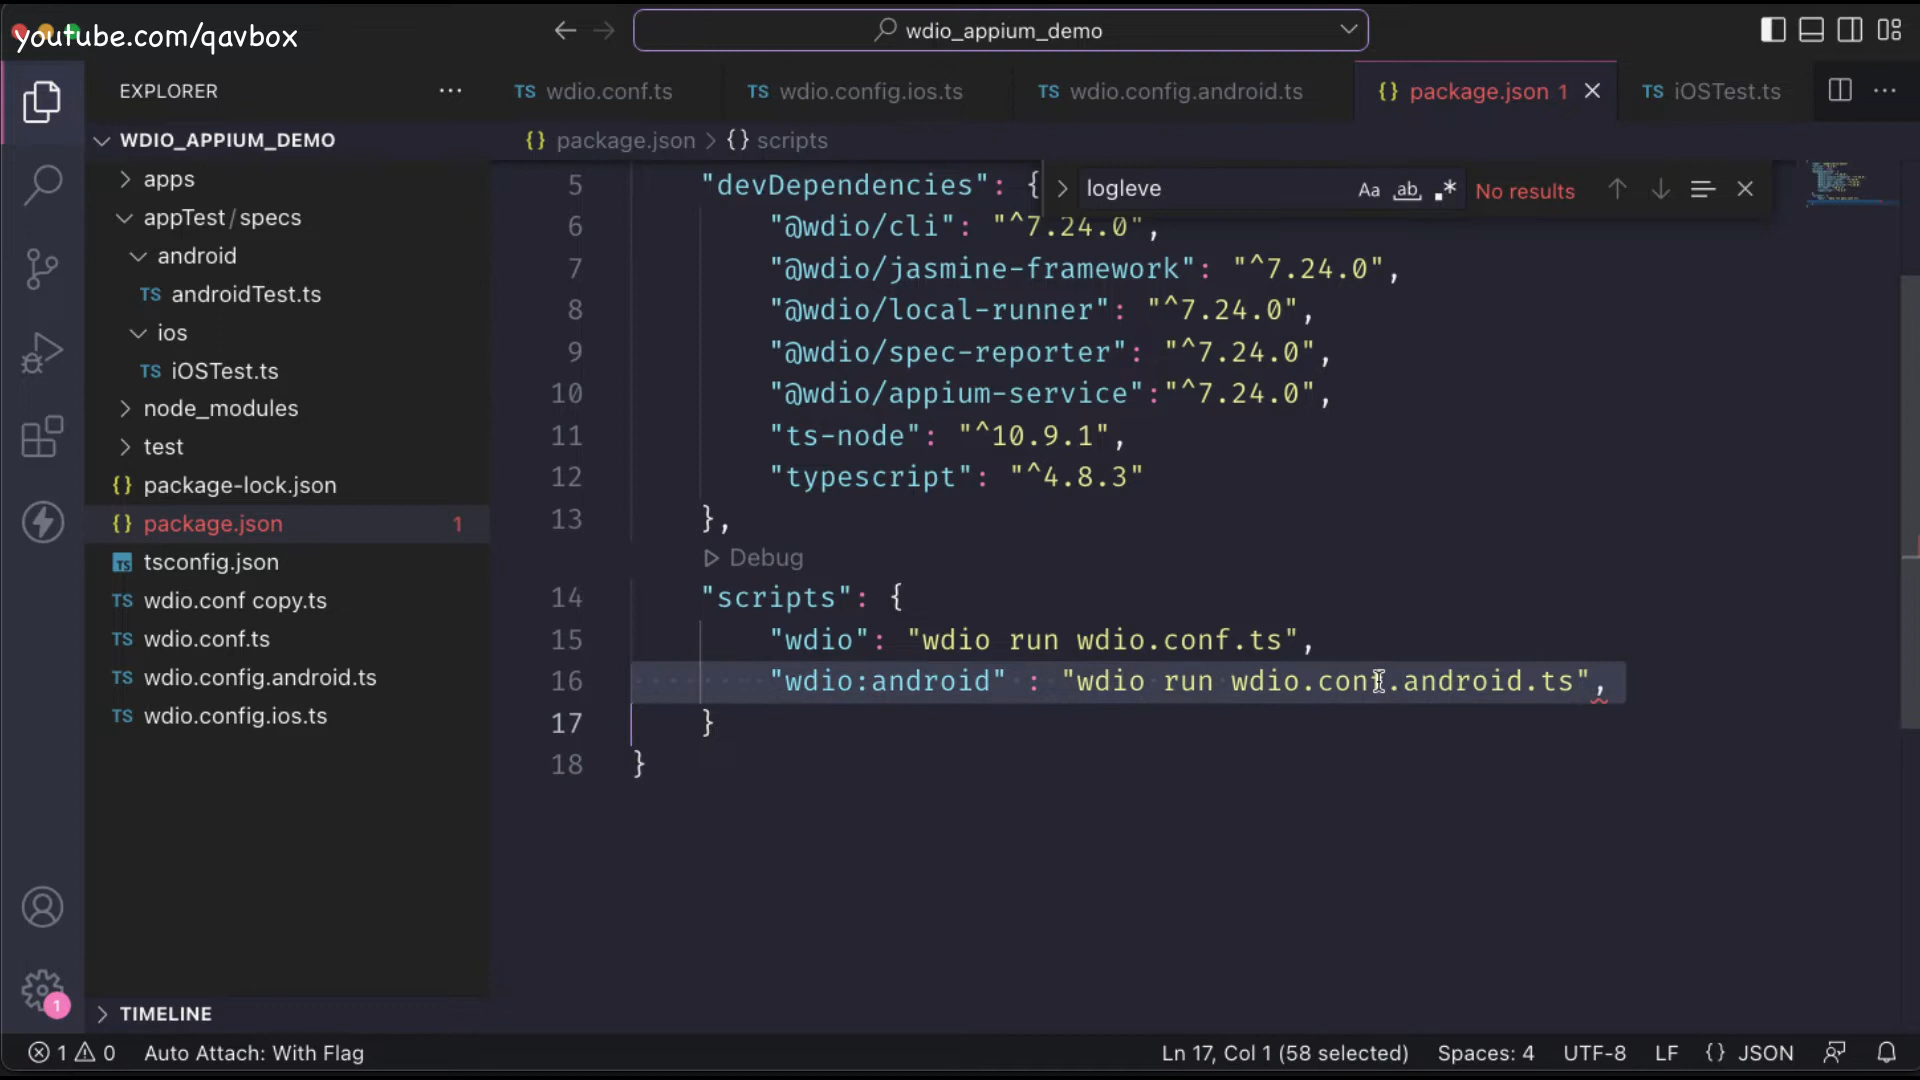 youtube.com/qavbox
wdio_appium_demo
EXPLORER
WDIO_APPIUM_DEMO
apps
appTest/specs
android
TS androidTest.ts
ios
TS iOSTest.ts
node_modules
test
{} package-lock.json
{} package.json 1
TS tsconfig.json
TS wdio.conf copy.ts
TS wdio.conf.ts
TS wdio.config.android.ts
TS wdio.config.ios.ts
TIMELINE
TS wdio.conf.ts
TS wdio.config.ios.ts
TS wdio.config.android.ts
{} package.json 1
TS iOSTest.ts
{} package.json > {} scripts
logleve
Aa ab .* No results
5 "devDependencies": {
6 "@wdio/cli": "^7.24.0",
7 "@wdio/jasmine-framework": "^7.24.0",
8 "@wdio/local-runner": "^7.24.0",
9 "@wdio/spec-reporter": "^7.24.0",
10 "@wdio/appium-service":"^7.24.0",
11 "ts-node": "^10.9.1",
12 "typescript": "^4.8.3"
13 },
Debug
14 "scripts": {
15 "wdio": "wdio run wdio.conf.ts",
16 "wdio:android" : "wdio run wdio.conf.android.ts",
17 }
18 }
1
1 0 Auto Attach: With Flag
Ln 17, Col 1 (58 selected) Spaces: 4 UTF-8 LF {} JSON